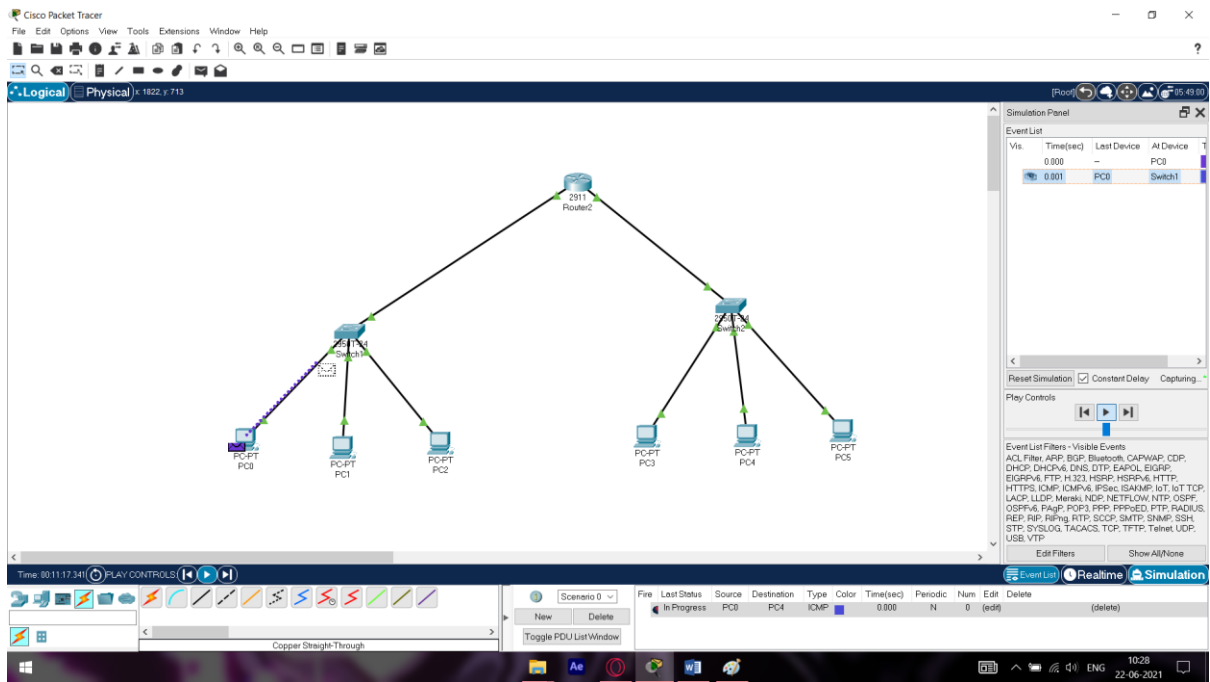 Cisco Packet Tracer
File Edit Options View Tools Extensions Window Help
?
Logical Physical x: 1822, y: 713 [Root] 05:49:00
Simulation Panel
Event List
Vis. Time(sec) Last Device At Device T
0.000 -- PC0
0.001 PC0 Switch1
2911
Router2
2950T-24
Switch1
2950T-24
Switch2
PC-PT
PC0
PC-PT
PC1
PC-PT
PC2
PC-PT
PC3
PC-PT
PC4
PC-PT
PC5
Reset Simulation Constant Delay Capturing...
Play Controls
Event List Filters - Visible Events
ACL Filter, ARP, BGP, Bluetooth, CAPWAP, CDP,
DHCP, DHCPv6, DNS, DTP, EAPOL, EIGRP,
EIGRPv6, FTP, H.323, HSRP, HSRPv6, HTTP,
HTTPS, ICMP, ICMPv6, IPSec, ISAKMP, IoT, IoT TCP,
LACP, LLDP, Meraki, NDP, NETFLOW, NTP, OSPF,
OSPFv6, PAgP, POP3, PPP, PPPoED, PTP, RADIUS,
REP, RIP, RIPng, RTP, SCCP, SMTP, SNMP, SSH,
STP, SYSLOG, TACACS, TCP, TFTP, Telnet, UDP,
USB, VTP
Edit Filters Show All/None
Time: 00:11:17.341 PLAY CONTROLS: Event List Realtime Simulation
Scenario 0
New Delete
Toggle PDU List Window
Fire Last Status Source Destination Type Color Time(sec) Periodic Num Edit Delete
In Progress PC0 PC4 ICMP 0.000 N 0 (edit) (delete)
Copper Straight-Through
Ae W ENG 10:28
22-06-2021